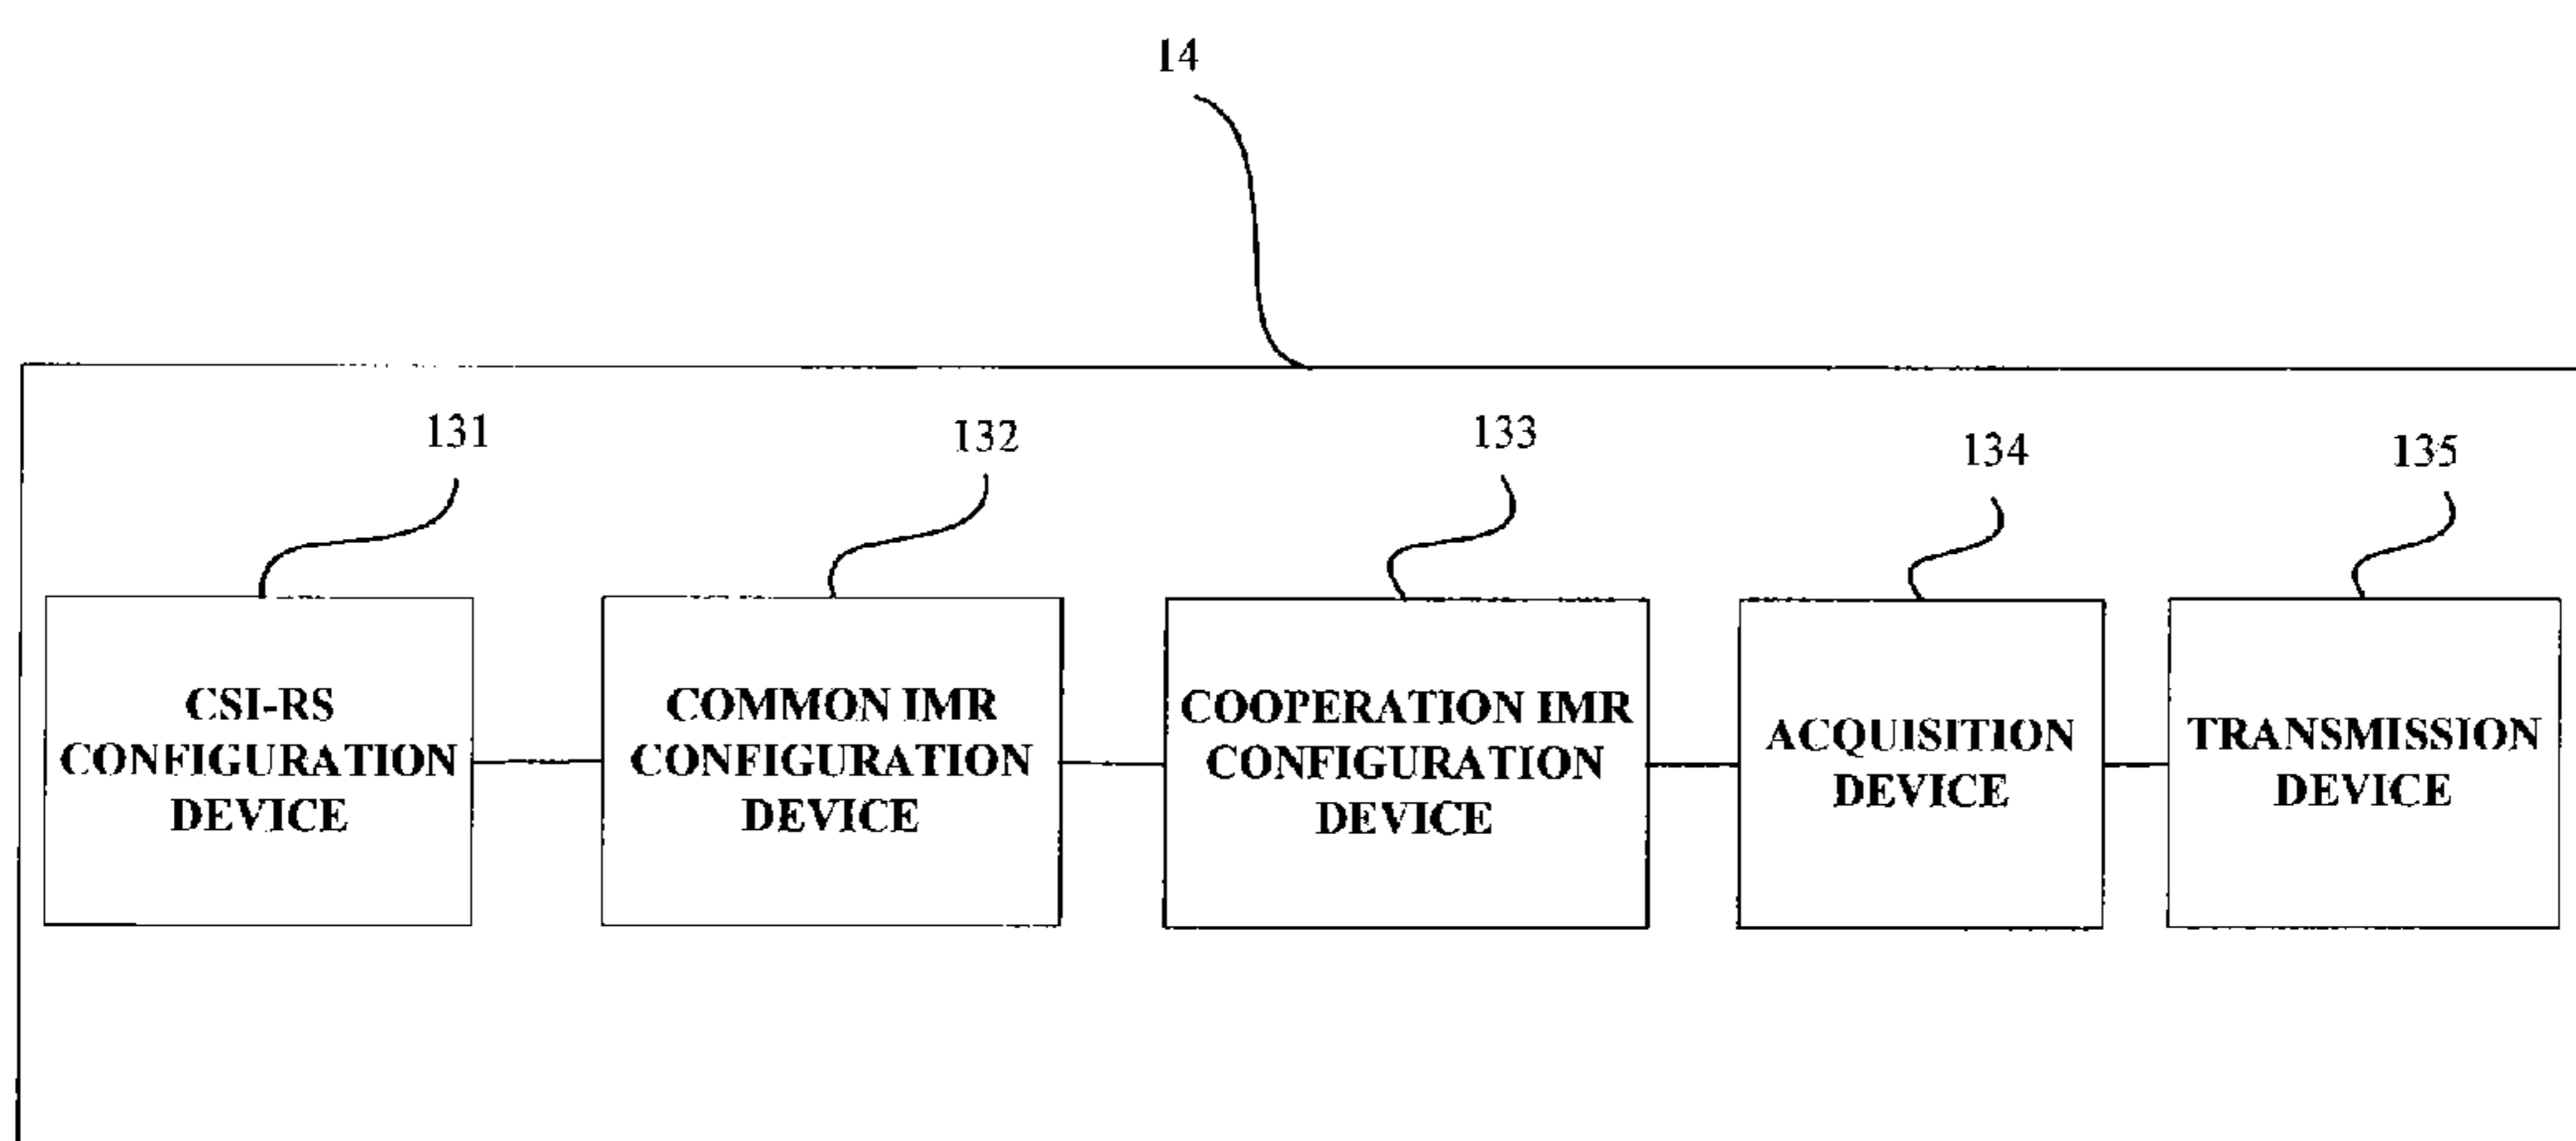 14
131
132
133
134
135
CSI-RS
CONFIGURATION
DEVICE
COMMON IMR
CONFIGURATION
DEVICE
COOPERATION IMR
CONFIGURATION
DEVICE
ACQUISITION
DEVICE
TRANSMISSION
DEVICE